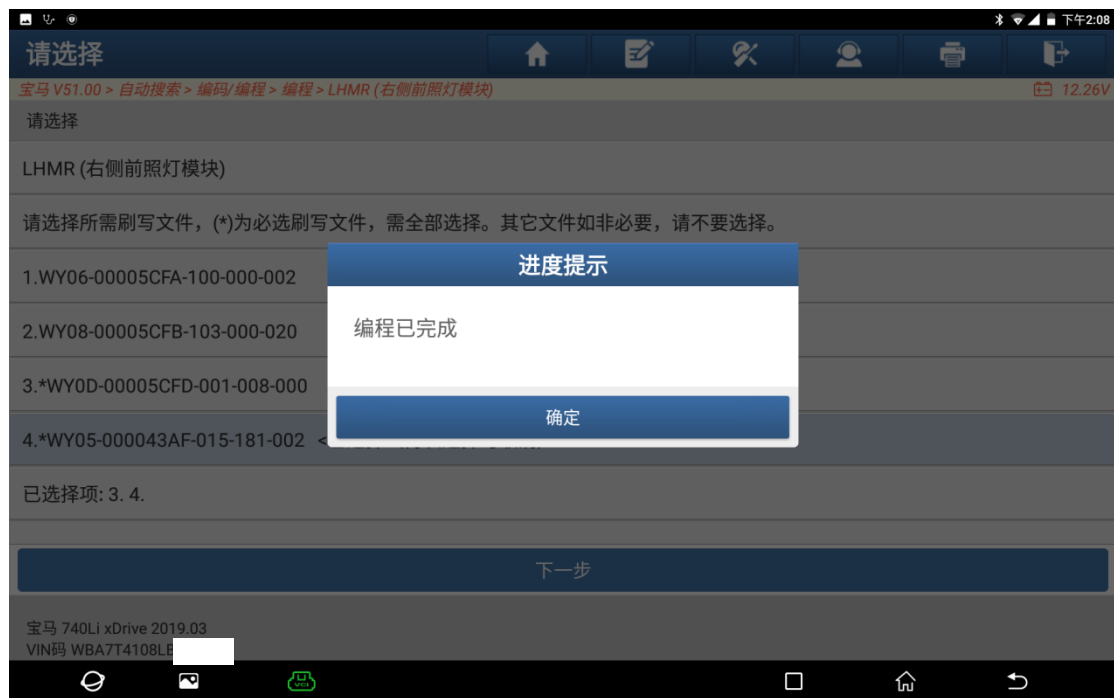 下午2:08
请选择
宝马 V51.00 > 自动搜索 > 编码/编程 > 编程 > LHMR (右侧前照灯模块)
12.26V
请选择
LHMR (右侧前照灯模块)
请选择所需刷写文件，(*)为必选刷写文件，需全部选择。其它文件如非必要，请不要选择。
1.WY06-00005CFA-100-000-002
进度提示
2.WY08-00005CFB-103-000-020
编程已完成
3.*WY0D-00005CFD-001-008-000
确定
4.*WY05-000043AF-015-181-002 <
已选择项: 3. 4.
下一步
宝马 740Li xDrive 2019.03
VIN码 WBA7T4108LE
VCI